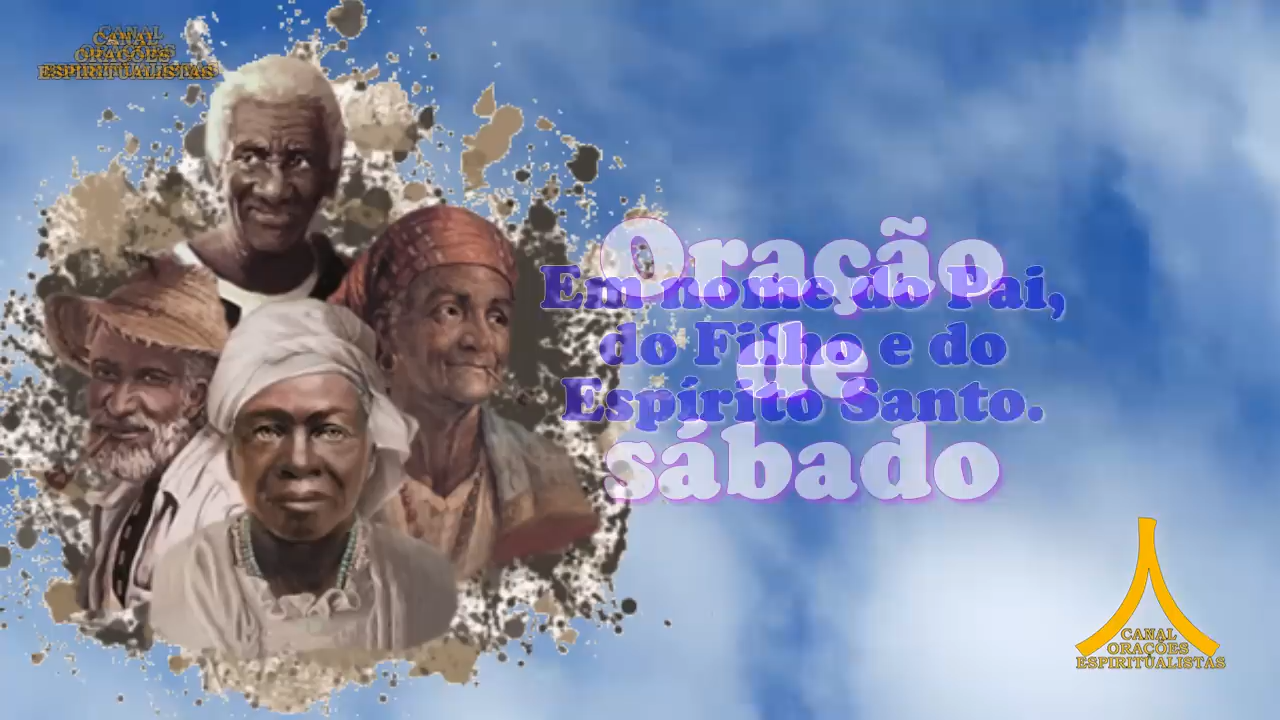 CANAL
ORAÇÕES
ESPIRITUALISTAS
Oração
de
sábado
Em nome do Pai,
do Filho e do
Espírito Santo.
CANAL
ORAÇÕES
ESPIRITUALISTAS